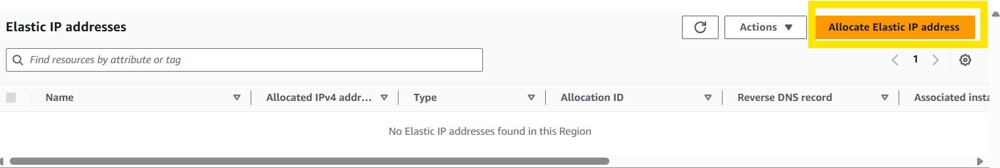 Elastic IP addresses
Actions
Allocate Elastic IP address
Find resources by attribute or tag
1
Name
Allocated IPv4 addr...
Type
Allocation ID
Reverse DNS record
Associated insta
No Elastic IP addresses found in this Region